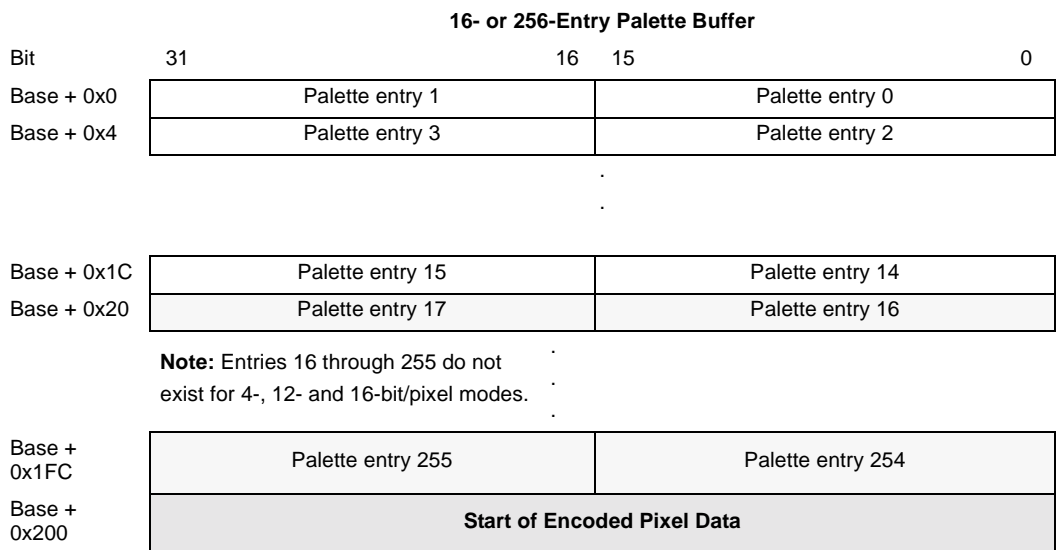 16- or 256-Entry Palette Buffer
Bit 31 16 15 0
Base + 0x0 Palette entry 1 Palette entry 0
Base + 0x4 Palette entry 3 Palette entry 2
.
.
Base + 0x1C Palette entry 15 Palette entry 14
Base + 0x20 Palette entry 17 Palette entry 16
Note: Entries 16 through 255 do not
exist for 4-, 12- and 16-bit/pixel modes.
.
.
.
Base +
0x1FC Palette entry 255 Palette entry 254
Base +
0x200 Start of Encoded Pixel Data